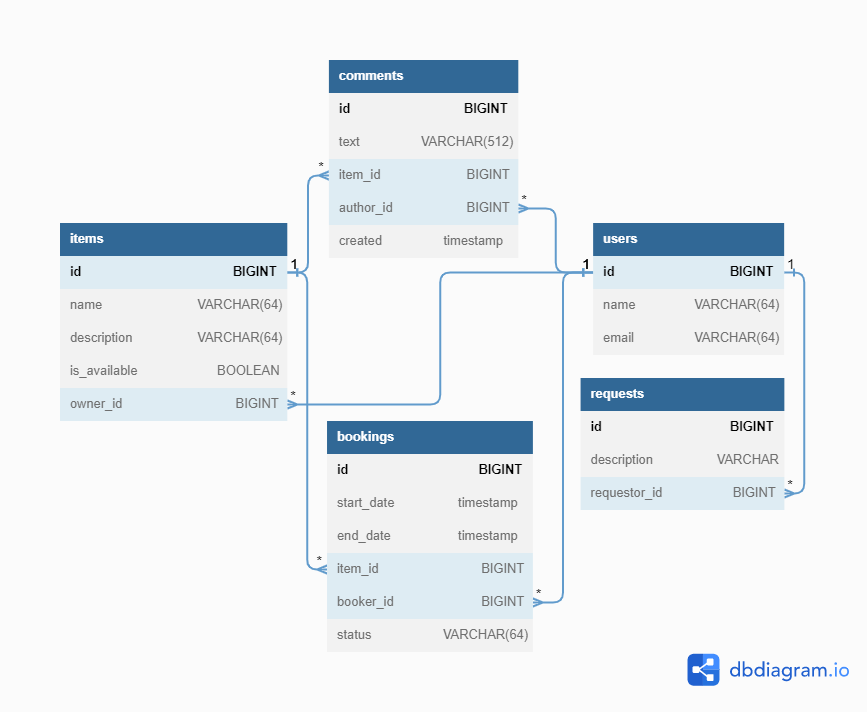 comments
id BIGINT
text VARCHAR(512)
* item_id BIGINT
author_id BIGINT *
created timestamp
items
id BIGINT 1
name VARCHAR(64)
description VARCHAR(64)
is_available BOOLEAN
owner_id BIGINT *
users
1 id BIGINT 1
name VARCHAR(64)
email VARCHAR(64)
requests
id BIGINT
description VARCHAR
requestor_id BIGINT *
bookings
id BIGINT
start_date timestamp
end_date timestamp
* item_id BIGINT
booker_id BIGINT *
status VARCHAR(64)
dbdiagram.io